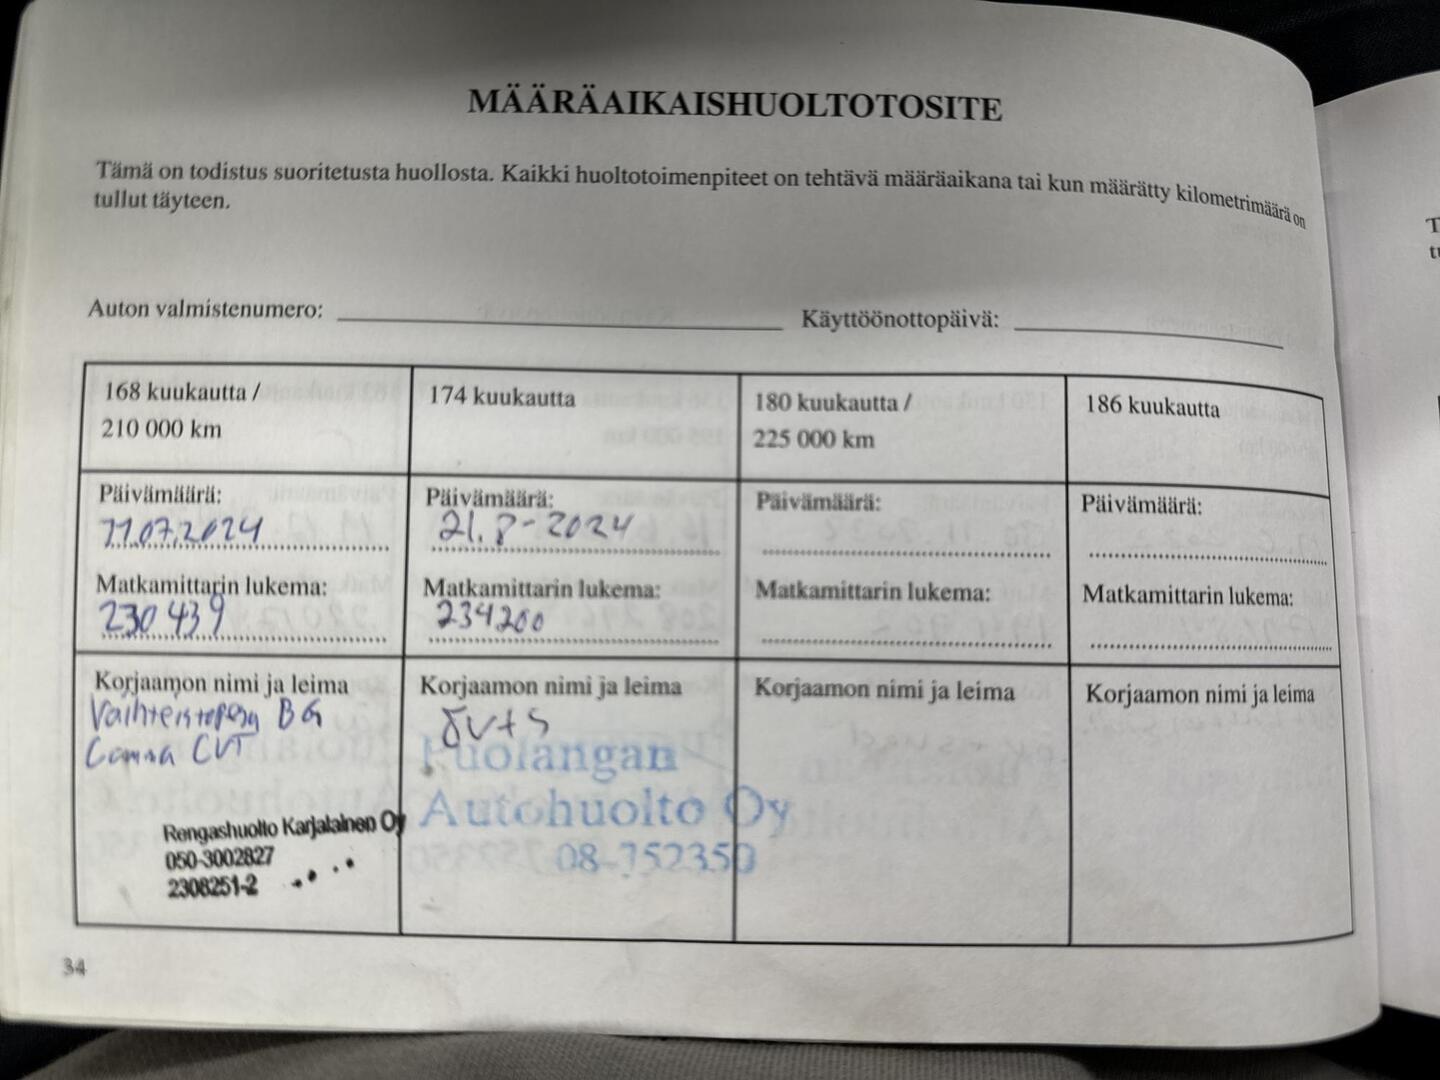 MÄÄRÄAIKAISHUOLTOTOSITE
Tämä on todistus suoritetusta huollosta. Kaikki huoltotoimenpiteet on tehtävä määräaikana tai kun määrätty kilometrimäärä on
tullut täyteen.
Auton valmistenumero:
Käyttöönottopäivä:
168 kuukautta /
210 000 km
Päivämäärä:
11.07.2024
Matkamittarin lukema:
230 439
Korjaamon nimi ja leima
Vaihteistopesu BG
Comma CVT
Rengashuolto Karjalainen Oy
050-3002827
2308251-2
174 kuukautta
Päivämäärä:
21.8-2024
Matkamittarin lukema:
234200
Korjaamon nimi ja leima
Puolangan
Autohuolto Oy
08-752350
180 kuukautta /
225 000 km
Päivämäärä:
Matkamittarin lukema:
Korjaamon nimi ja leima
186 kuukautta
Päivämäärä:
Matkamittarin lukema:
Korjaamon nimi ja leima
34